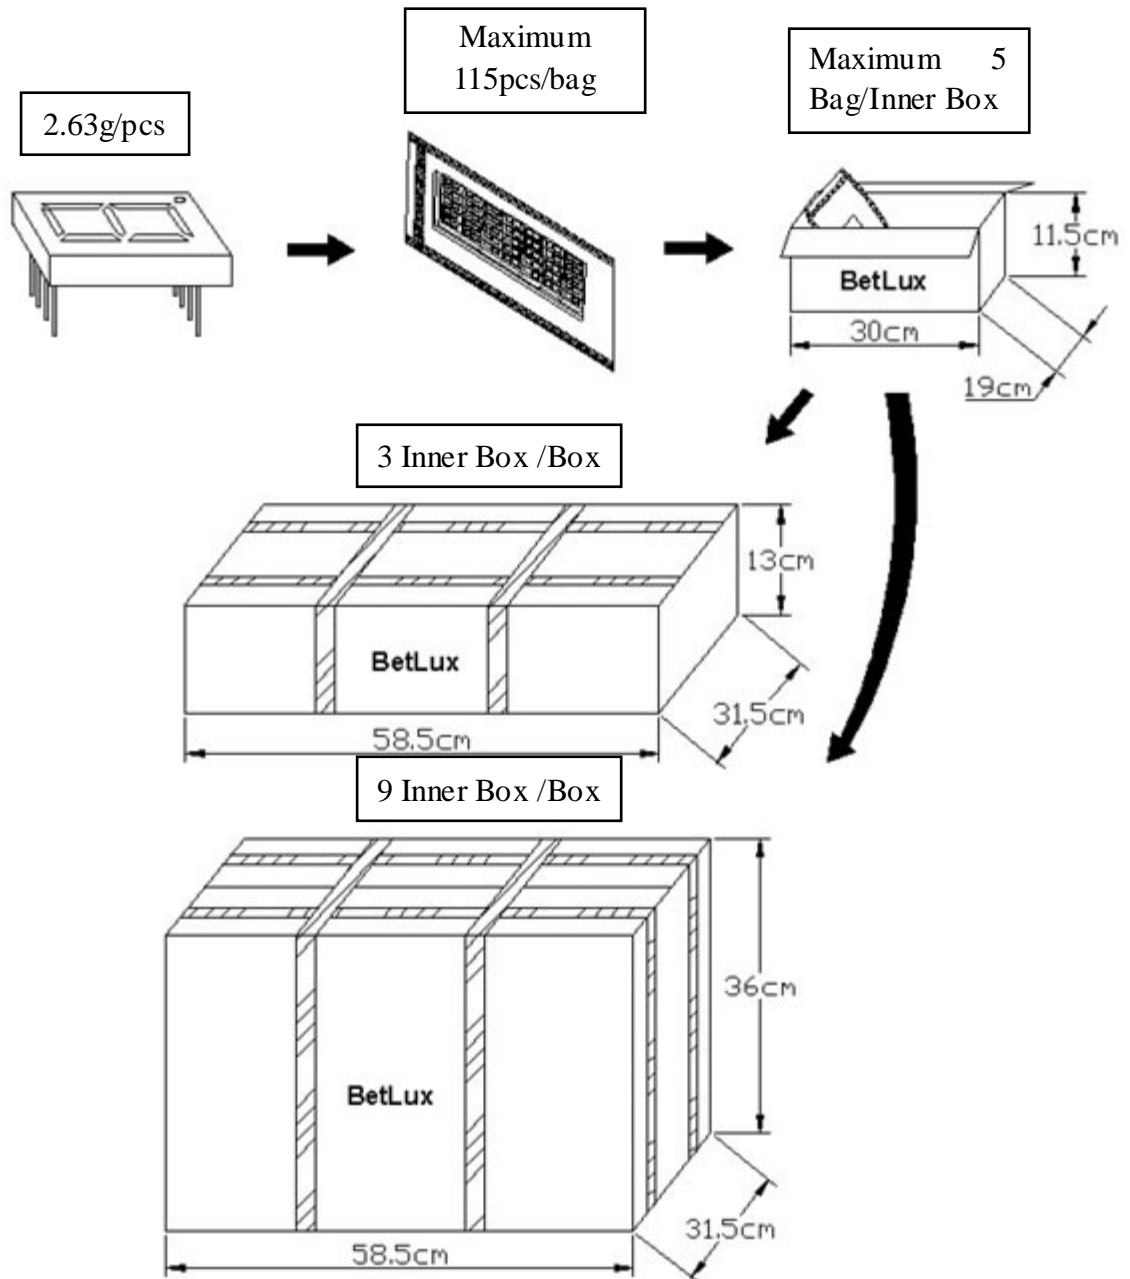 Maximum
115pcs/bag
Maximum 5
Bag/Inner Box
2.63g/pcs
11.5cm
BetLux
30cm
19cm
3 Inner Box /Box
13cm
BetLux
31.5cm
58.5cm
9 Inner Box /Box
36cm
BetLux
31.5cm
58.5cm